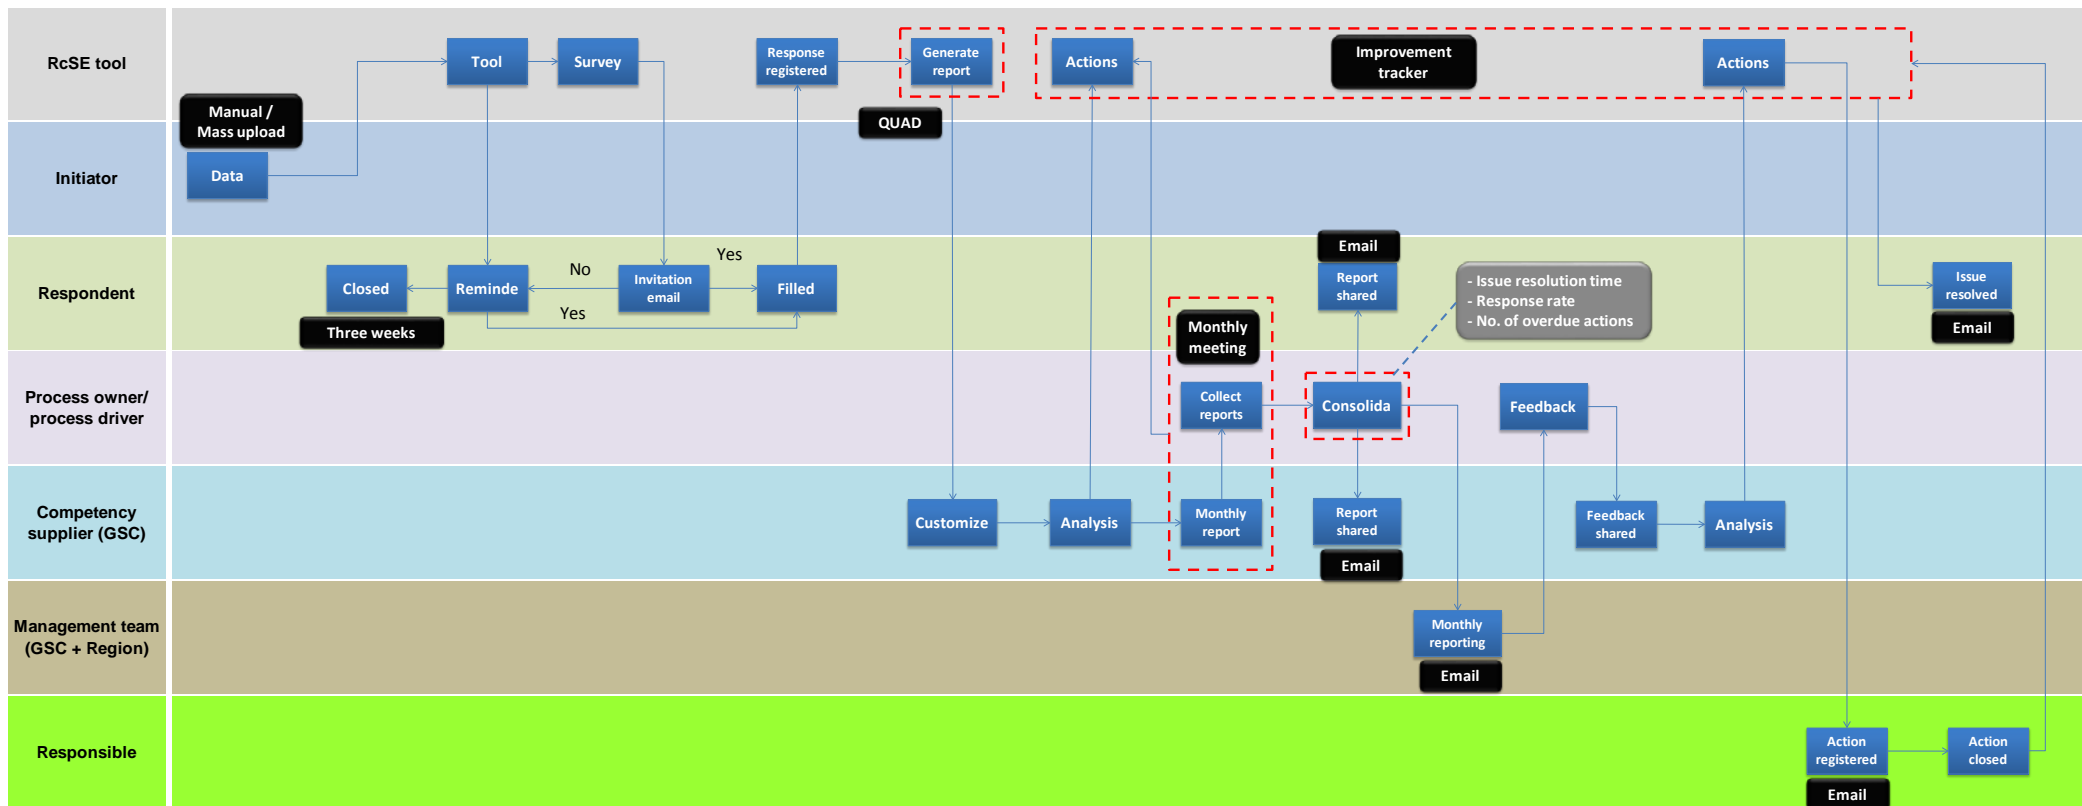 RcSE tool
Manual /
Mass upload
Tool
Survey
Response
registered
Generate
report
QUAD
Actions
Improvement
tracker
Actions
Initiator
Data
Respondent
Closed
Three weeks
Reminde
No
Yes
Invitation
email
Yes
Filled
Email
Report
shared
- Issue resolution time
- Response rate
- No. of overdue actions
Issue
resolved
Email
Process owner/
process driver
Monthly
meeting
Collect
reports
Consolida
Feedback
Competency
supplier (GSC)
Customize
Analysis
Monthly
report
Report
shared
Email
Feedback
shared
Analysis
Management team
(GSC + Region)
Monthly
reporting
Email
Responsible
Action
registered
Email
Action
closed